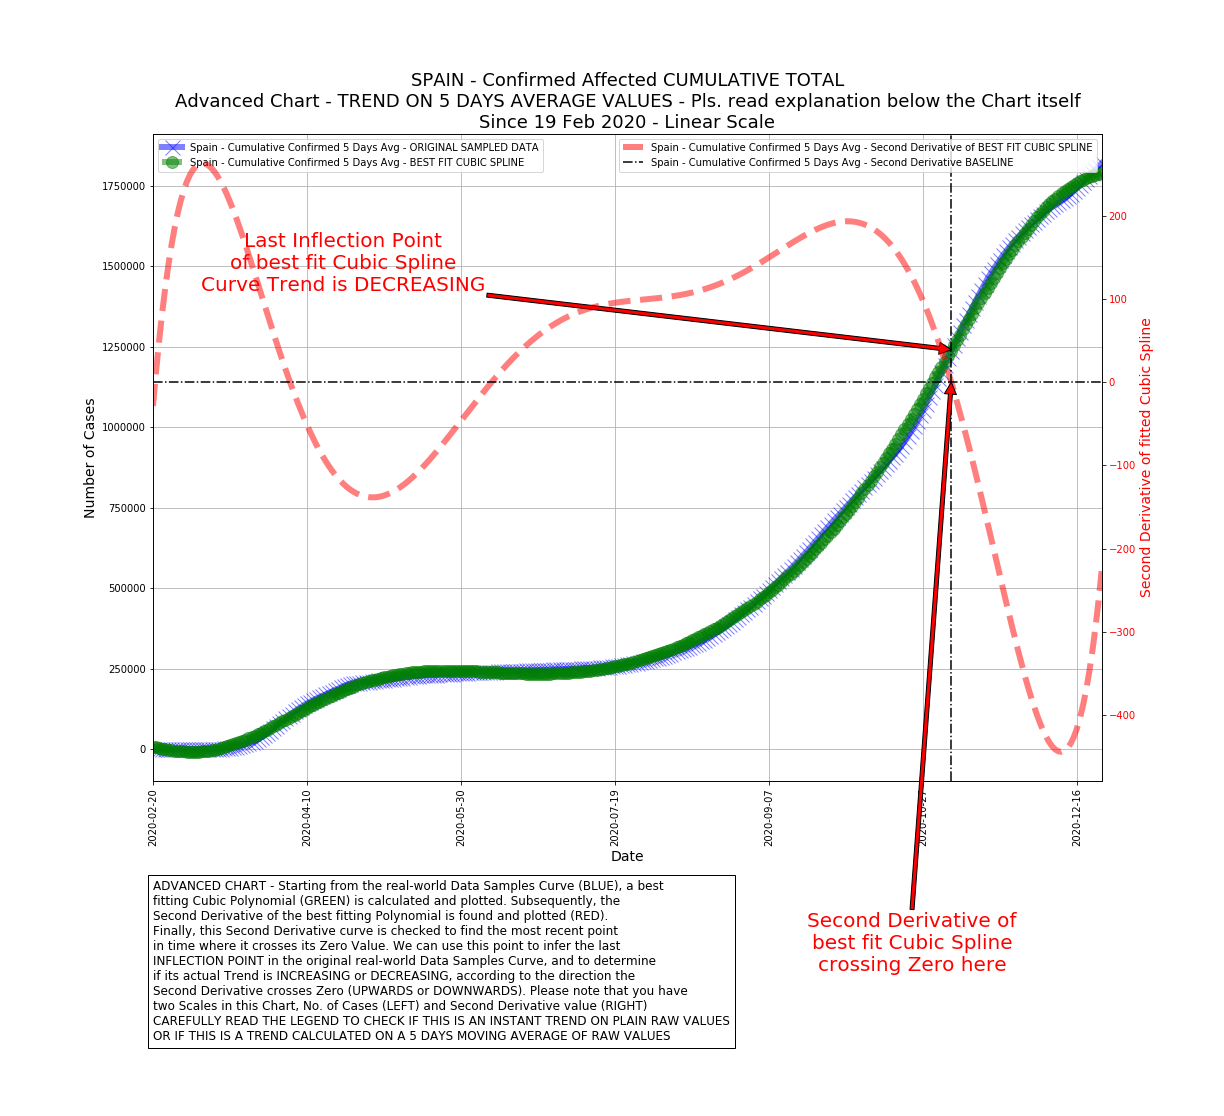 SPAIN - Confirmed Affected CUMULATIVE TOTAL
Advanced Chart - TREND ON 5 DAYS AVERAGE VALUES - Pls. read explanation below the Chart itself
Since 19 Feb 2020 - Linear Scale
Spain - Cumulative Confirmed 5 Days Avg - ORIGINAL SAMPLED DATA
Spain - Cumulative Confirmed 5 Days Avg - BEST FIT CUBIC SPLINE
Spain - Cumulative Confirmed 5 Days Avg - Second Derivative of BEST FIT CUBIC SPLINE
Spain - Cumulative Confirmed 5 Days Avg - Second Derivative BASELINE
Last Inflection Point
of best fit Cubic Spline
Curve Trend is DECREASING
Number of Cases
1750000
1500000
1250000
1000000
750000
500000
250000
0
200
100
0
−100
−200
−300
−400
Second Derivative of fitted Cubic Spline
2020-02-20
2020-04-10
2020-05-30
2020-07-19
2020-09-07
2020-10-27
2020-12-16
Date
Second Derivative of
best fit Cubic Spline
crossing Zero here
ADVANCED CHART - Starting from the real-world Data Samples Curve (BLUE), a best
fitting Cubic Polynomial (GREEN) is calculated and plotted. Subsequently, the
Second Derivative of the best fitting Polynomial is found and plotted (RED).
Finally, this Second Derivative curve is checked to find the most recent point
in time where it crosses its Zero Value. We can use this point to infer the last
INFLECTION POINT in the original real-world Data Samples Curve, and to determine
if its actual Trend is INCREASING or DECREASING, according to the direction the
Second Derivative crosses Zero (UPWARDS or DOWNWARDS). Please note that you have
two Scales in this Chart, No. of Cases (LEFT) and Second Derivative value (RIGHT)
CAREFULLY READ THE LEGEND TO CHECK IF THIS IS AN INSTANT TREND ON PLAIN RAW VALUES
OR IF THIS IS A TREND CALCULATED ON A 5 DAYS MOVING AVERAGE OF RAW VALUES